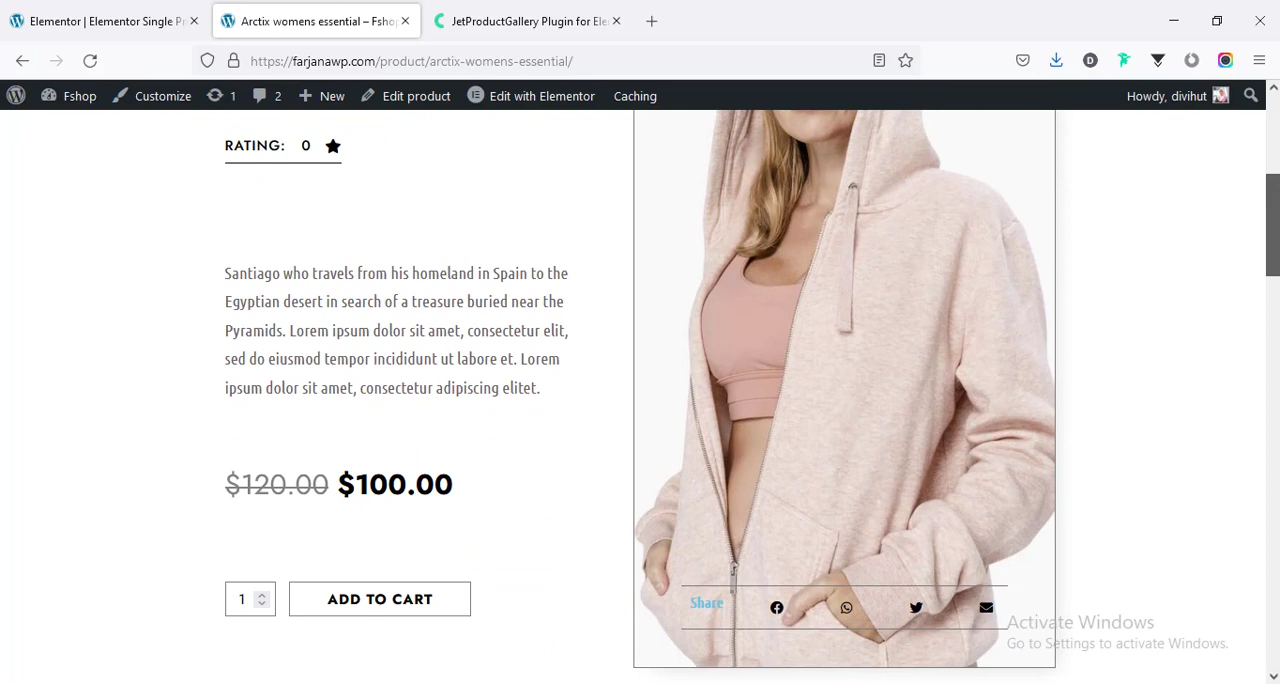 Elementor | Elementor Single Pr
Arctix womens essential – Fshop
JetProductGallery Plugin for Ele
https://farjanawp.com/product/arctix-womens-essential/
D
Fshop
Customize
1
2
New
Edit product
Edit with Elementor
Caching
Howdy, divihut
RATING: 0
Santiago who travels from his homeland in Spain to the
Egyptian desert in search of a treasure buried near the
Pyramids. Lorem ipsum dolor sit amet, consectetur elit,
sed do eiusmod tempor incididunt ut labore et. Lorem
ipsum dolor sit amet, consectetur adipiscing elitet.
$120.00 $100.00
1
ADD TO CART
Share
Activate Windows
Go to Settings to activate Windows.